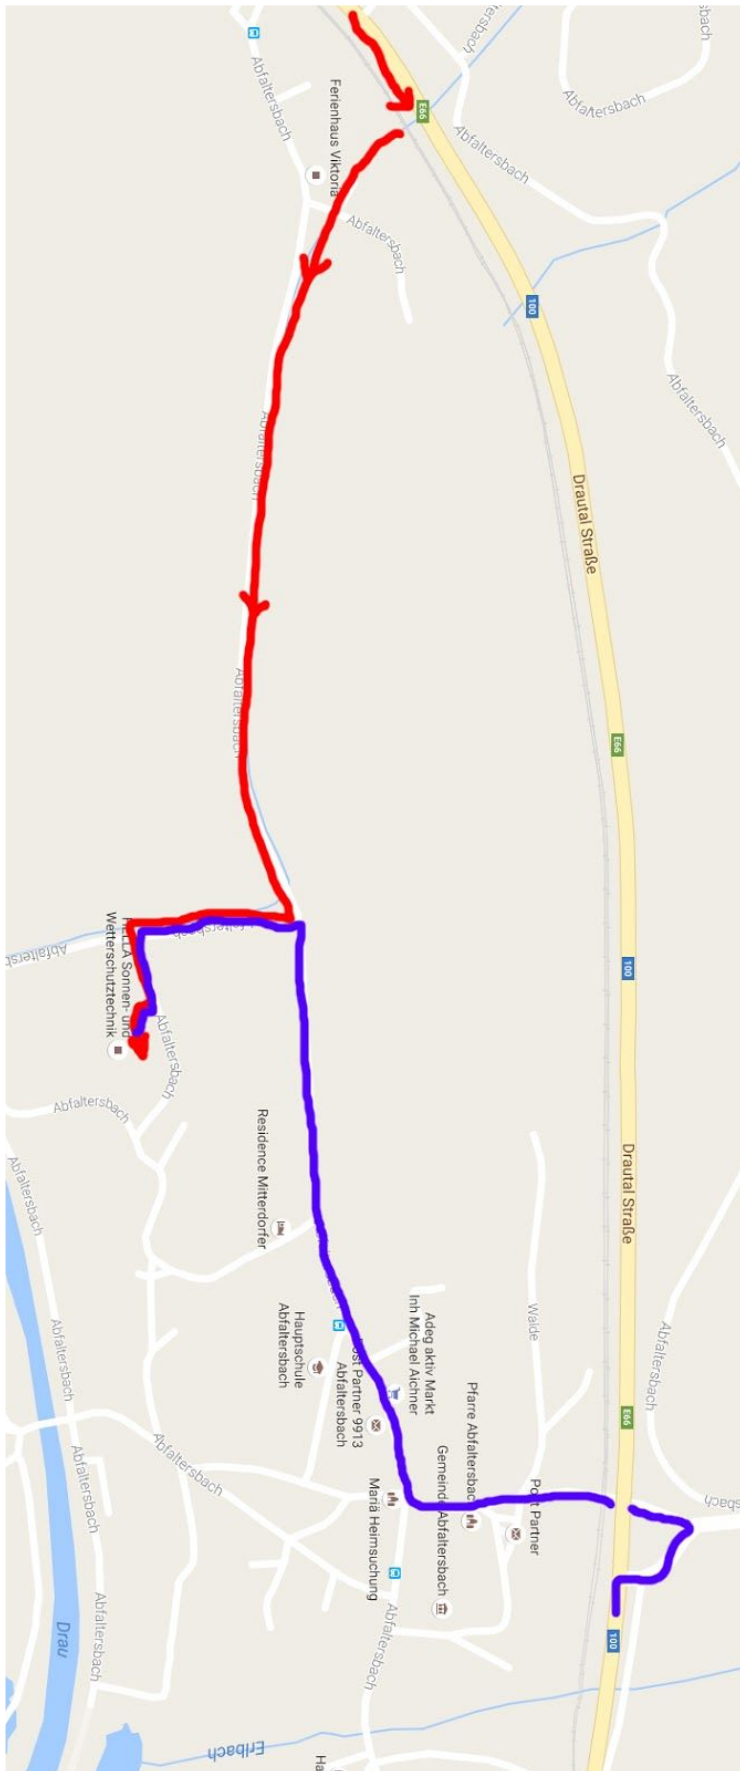 Abfaltersbach
Abfaltersbach
Abfaltersbach
Ferienhaus Viktoria
E66
Abfaltersbach
Abfaltersbach
100
Abfaltersbach
Abfaltersbach
Drautal Straße
Abfaltersbach
E66
HELLA Sonnen- und
Wetterschutztechnik
100
Abfaltersbach
Abfaltersbach
Residence Mitterdorfer
Drautal Straße
Abfaltersbach
Hauptschule
Abfaltersbach
Adeg aktiv Markt
Inh Michael Aichner
Walde
Abfaltersbach
Abfaltersbach
Post Partner 9913
Abfaltersbach
Pfarre Abfaltersbach
E66
Abfaltersbach
Abfaltersbach
Gemeinde Abfaltersbach
Mariä Heimsuchung
Post Partner
Abfaltersbach
Abfaltersbach
Drau
100
Erlbach
Ha